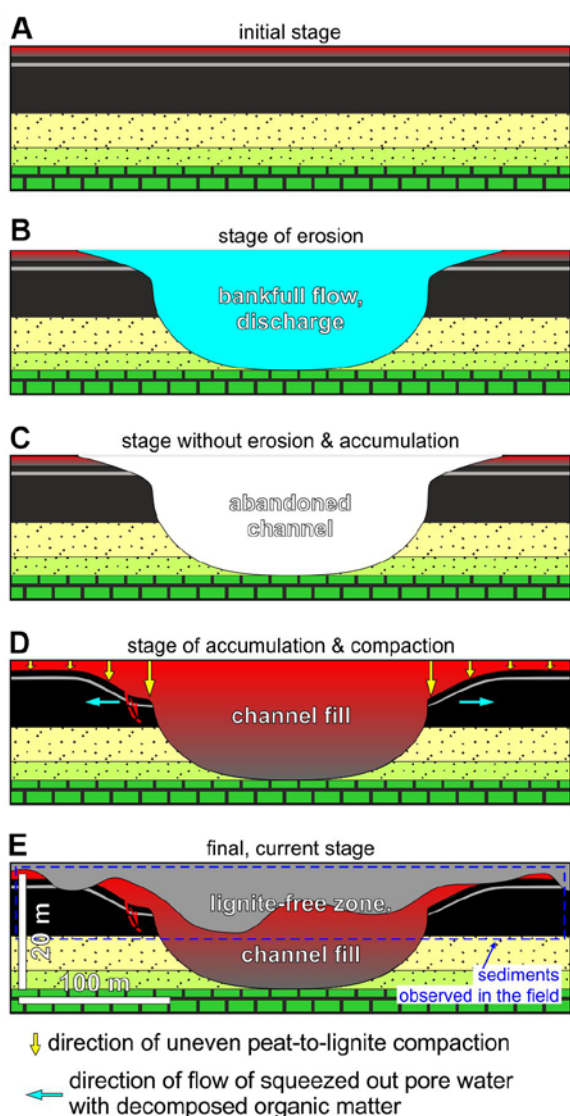 A
initial stage
B
stage of erosion
bankfull flow,
discharge
C
stage without erosion & accumulation
abandoned
channel
D
stage of accumulation & compaction
channel fill
E
final, current stage
lignite-free zone,
channel fill
20 m
100 m
sediments
observed in the field
direction of uneven peat-to-lignite compaction
direction of flow of squeezed out pore water
with decomposed organic matter